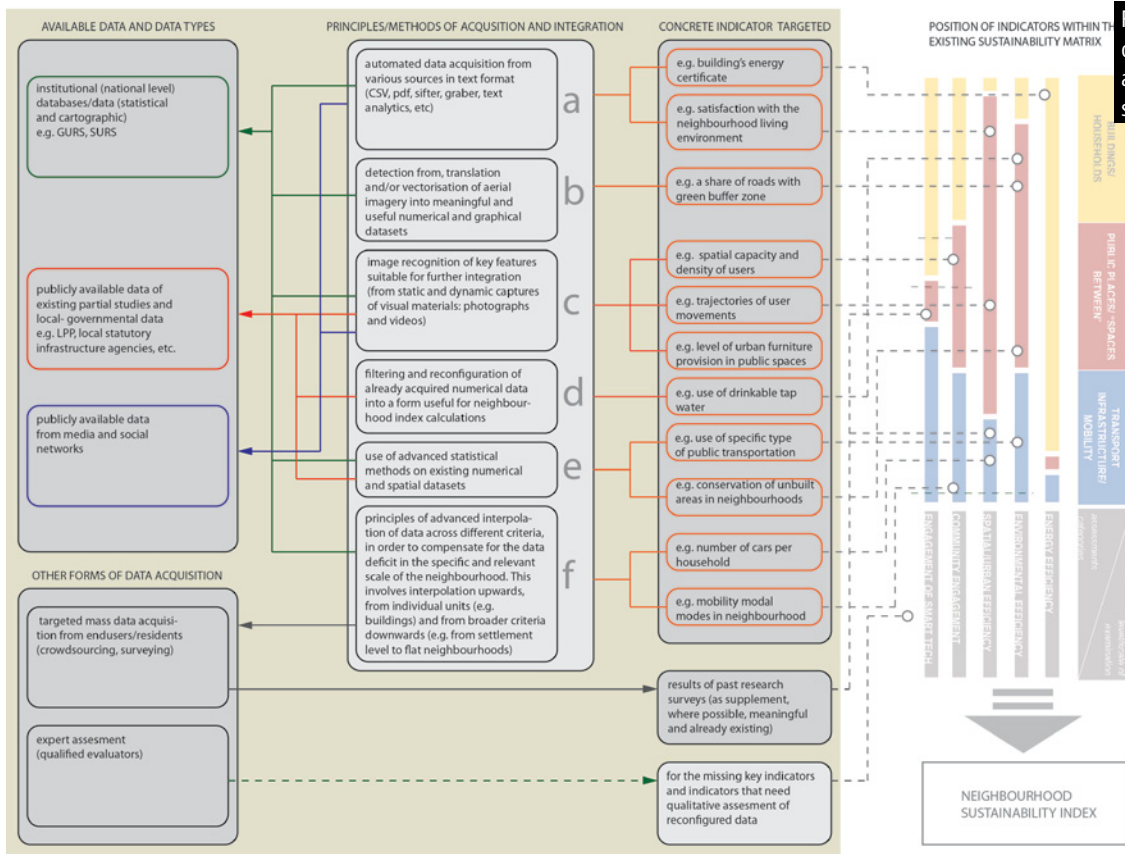 AVAILABLE DATA AND DATA TYPES
institutional (national level)
databases/data (statistical
and cartographic)
e.g. GURS, SURS
publicly available data of
existing partial studies and
local- governmental data
e.g. LPP, local statutory
infrastructure agencies, etc.
publicly available data
from media and social
networks
OTHER FORMS OF DATA ACQUISITION
targeted mass data acquisi-
tion from endusers/residents
(crowdsourcing, surveying)
expert assesment
(qualified evaluators)
PRINCIPLES/METHODS OF ACQUSITION AND INTEGRATION
automated data acquisition from
various sources in text format
(CSV, pdf, sifter, graber, text
analytics, etc)
a
detection from, translation
and/or vectorisation of aerial
imagery into meaningful and
useful numerical and graphical
datasets
b
image recognition of key features
suitable for further integration
(from static and dynamic captures
of visual materials: photographs
and videos)
c
filtering and reconfiguration of
already acquired numerical data
into a form useful for neighbour-
hood index calculations
d
use of advanced statistical
methods on existing numerical
and spatial datasets
e
principles of advanced interpola-
tion of data across different criteria,
in order to compensate for the data
deficit in the specific and relevant
scale of the neighbourhood. This
involves interpolation upwards,
from individual units (e.g.
buildings) and from broader criteria
downwards (e.g. from settlement
level to flat neighbourhoods)
f
CONCRETE INDICATOR TARGETED
e.g. building's energy
certificate
e.g. satisfaction with the
neighbourhood living
environment
e.g. a share of roads with
green buffer zone
e.g. spatial capacity and
density of users
e.g. trajectories of user
movements
e.g. level of urban furniture
provision in public spaces
e.g. use of drinkable tap
water
e.g. use of specific type
of public transportation
e.g. conservation of unbuilt
areas in neighbourhoods
e.g. number of cars per
household
e.g. mobility modal
modes in neighbourhood
results of past research
surveys (as supplement,
where possible, meaningful
and already existing)
for the missing key indicators
and indicators that need
qualitative assesment of
reconfigured data
POSITION OF INDICATORS WITHIN TH
EXISTING SUSTAINABILITY MATRIX
BUILDINGS/
HOUSEHOLDS
PUBLIC PLACES/ "SPACES
BETWEEN"
TRANSPORT
INFRASTRUCTURE/
MOBILITY
ENGAGEMENT OF SMART TECH
COMMUNITY ENGAGEMENT
SPATIAL/URBAN EFFICIENCY
ENVIRONMENTAL EFFICIENCY
ENERGY EFFICIENCY
NEIGHBOURHOOD
SUSTAINABILITY INDEX